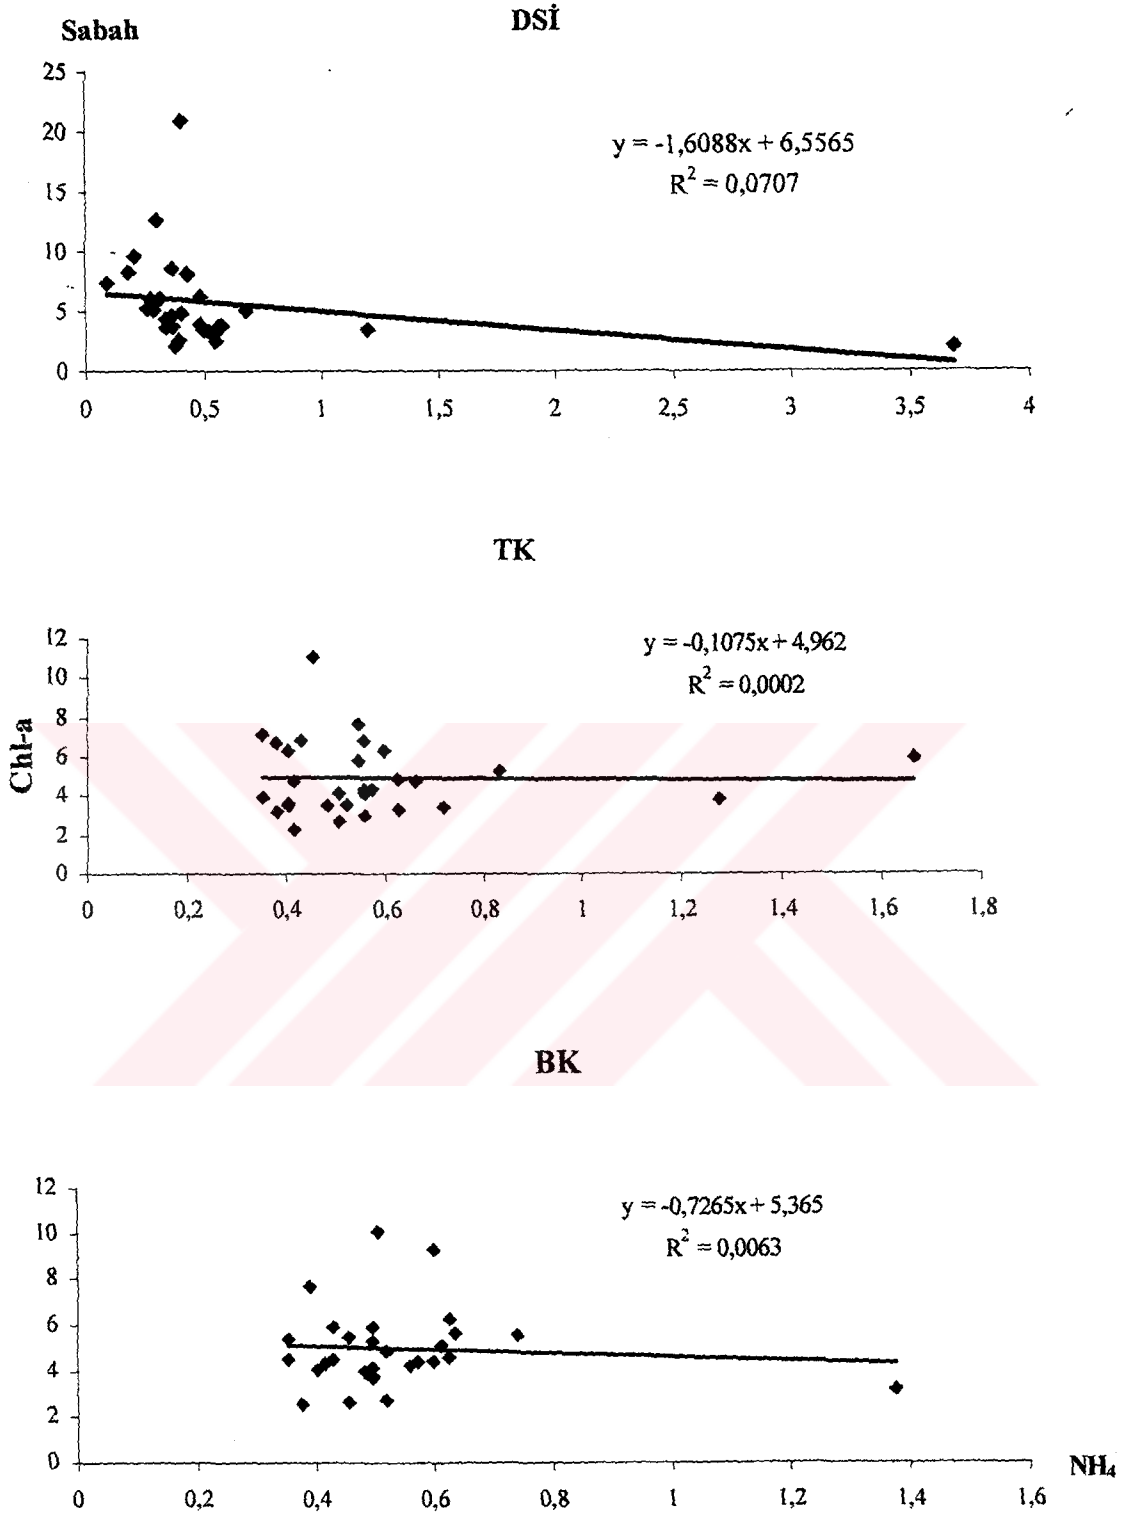 DSİ
Sabah
25
20
15
10
5
0
y = -1,6088x + 6,5565
R² = 0,0707
0 0,5 1 1,5 2 2,5 3 3,5 4
TK
Chl-a
12
10
8
6
4
2
0
y = -0,1075x + 4,962
R² = 0,0002
0 0,2 0,4 0,6 0,8 1 1,2 1,4 1,6 1,8
BK
12
10
8
6
4
2
0
y = -0,7265x + 5,365
R² = 0,0063
NH₄
0 0,2 0,4 0,6 0,8 1 1,2 1,4 1,6